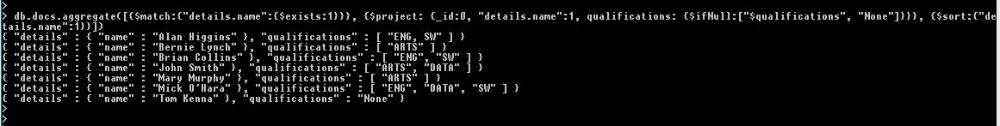 >
> db.docs.aggregate([{$match:{"details.name":{$exists:1}}}, {$project: {_id:0, "details.name":1, qualifications: {$ifNull:["$qualifications", "None"]}}}, {$sort:{"de
tails.name":1}}])
{ "details" : { "name" : "Alan Higgins" }, "qualifications" : [ "ENG, SW" ] }
{ "details" : { "name" : "Bernie Lynch" }, "qualifications" : [ "ARTS" ] }
{ "details" : { "name" : "Brian Collins" }, "qualifications" : [ "ENG", "SW" ] }
{ "details" : { "name" : "John Smith" }, "qualifications" : [ "ARTS", "DATA" ] }
{ "details" : { "name" : "Mary Murphy" }, "qualifications" : [ "ARTS" ] }
{ "details" : { "name" : "Mick O'Hara" }, "qualifications" : [ "ENG", "DATA", "SW" ] }
{ "details" : { "name" : "Tom Kenna" }, "qualifications" : "None" }
>
>